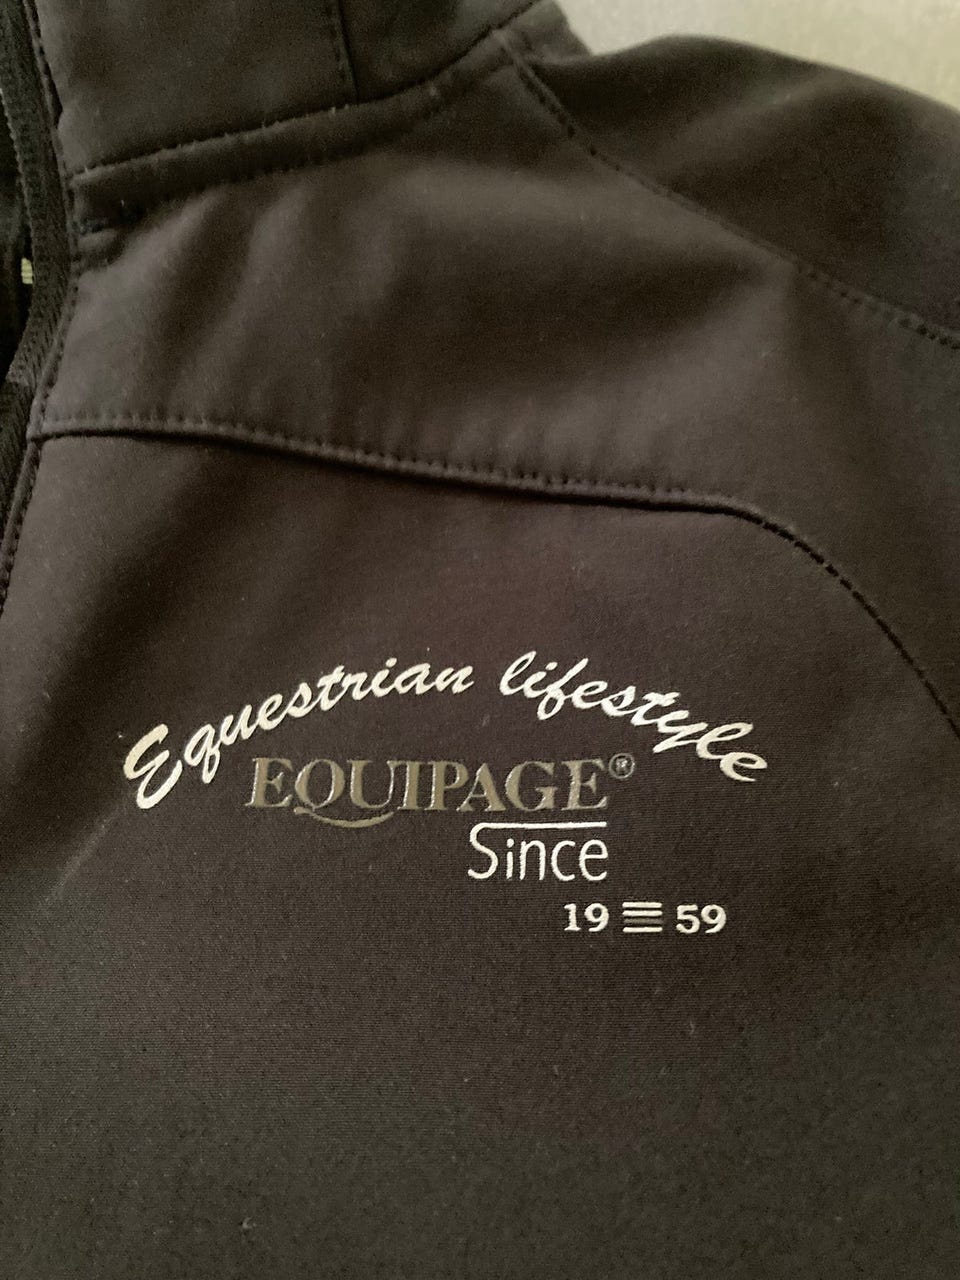 Equestrian lifestyle
EQUIPAGE®
Since
19 59